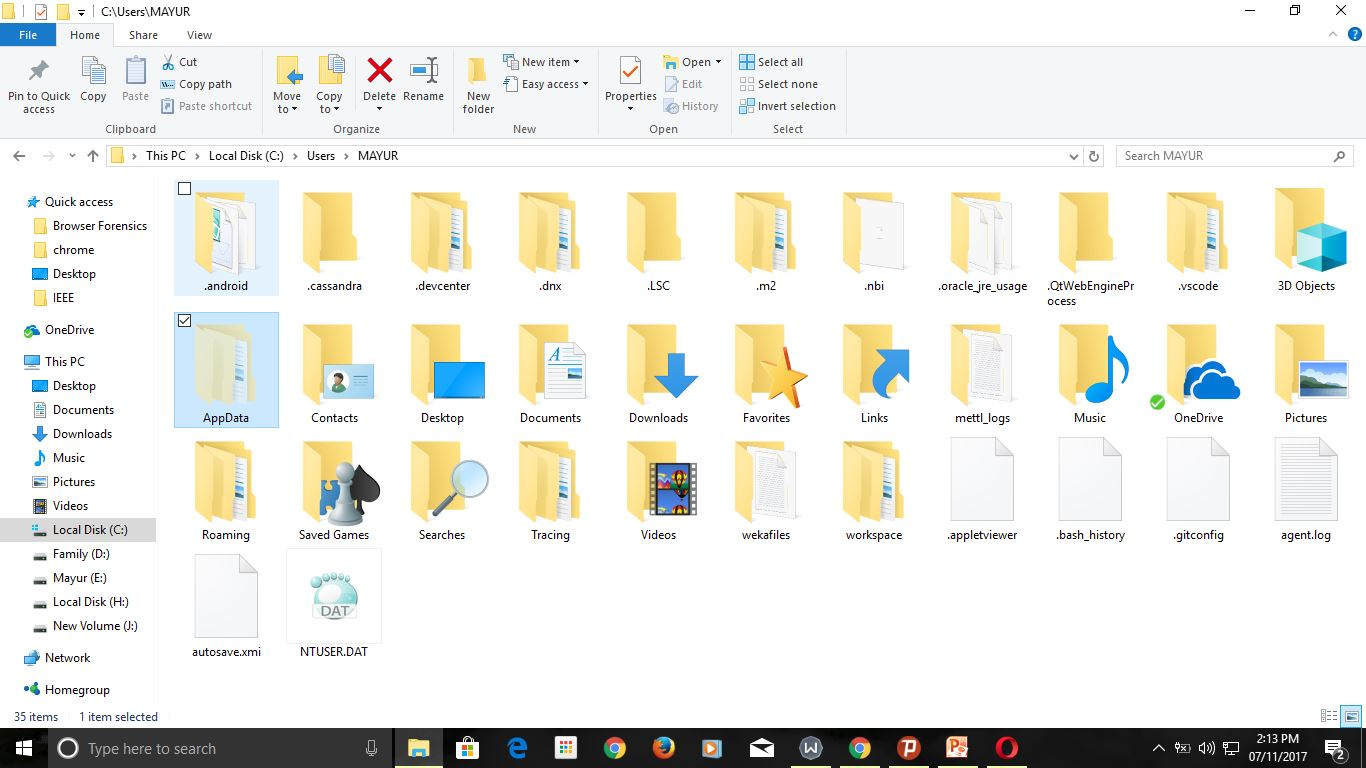 C:\Users\MAYUR
File Home Share View
Pin to Quick access
Copy
Paste
Cut
Copy path
Paste shortcut
Clipboard
Move to
Copy to
Delete
Rename
Organize
New folder
New item
Easy access
New
Properties
Open
Edit
History
Open
Select all
Select none
Invert selection
Select
This PC Local Disk (C:) Users MAYUR
Search MAYUR
Quick access
Browser Forensics
chrome
Desktop
IEEE
OneDrive
This PC
Desktop
Documents
Downloads
Music
Pictures
Videos
Local Disk (C:)
Family (D:)
Mayur (E:)
Local Disk (H:)
New Volume (J:)
Network
Homegroup
.android .cassandra .devcenter .dnx .LSC .m2 .nbi .oracle_jre_usage .QtWebEnginePr .vscode 3D Objects
ocess
AppData Contacts Desktop Documents Downloads Favorites Links mettl_logs Music OneDrive Pictures
Roaming Saved Games Searches Tracing Videos wekafiles workspace .appletviewer .bash_history .gitconfig agent.log
DAT
autosave.xmi NTUSER.DAT
35 items 1 item selected
Type here to search
2:13 PM
07/11/2017
2